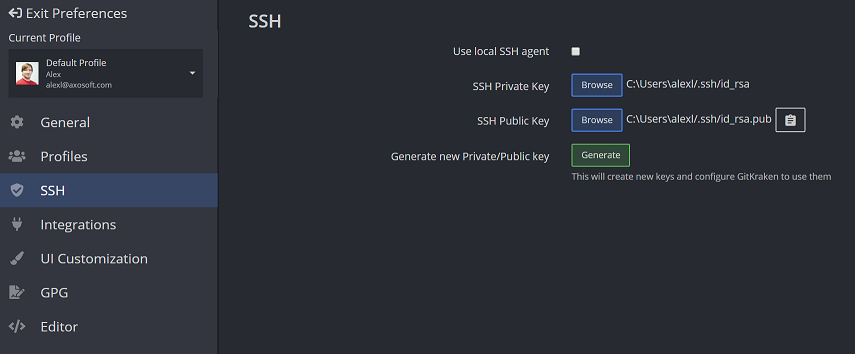 Exit Preferences
Current Profile
Default Profile
Alex
alexl@axosoft.com
General
Profiles
SSH
Integrations
UI Customization
GPG
Editor
SSH
Use local SSH agent
SSH Private Key Browse C:\Users\alexl/.ssh/id_rsa
SSH Public Key Browse C:\Users\alexl/.ssh/id_rsa.pub
Generate new Private/Public key Generate
This will create new keys and configure GitKraken to use them